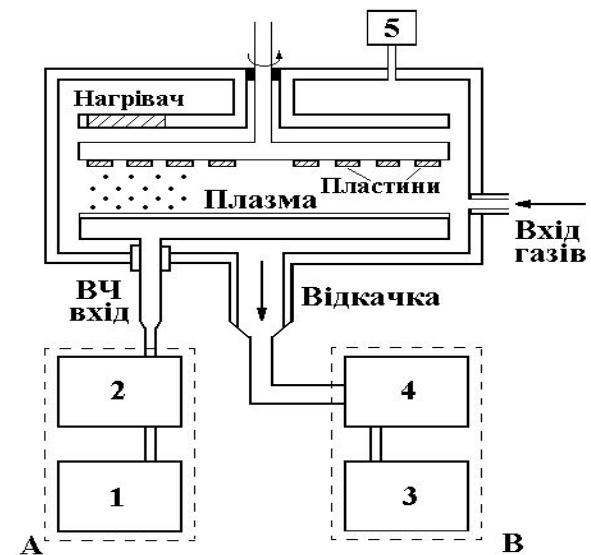 5
Нагрівач
Пластини
Плазма
Вхід
газів
ВЧ
вхід
Відкачка
2
4
1
3
А
В